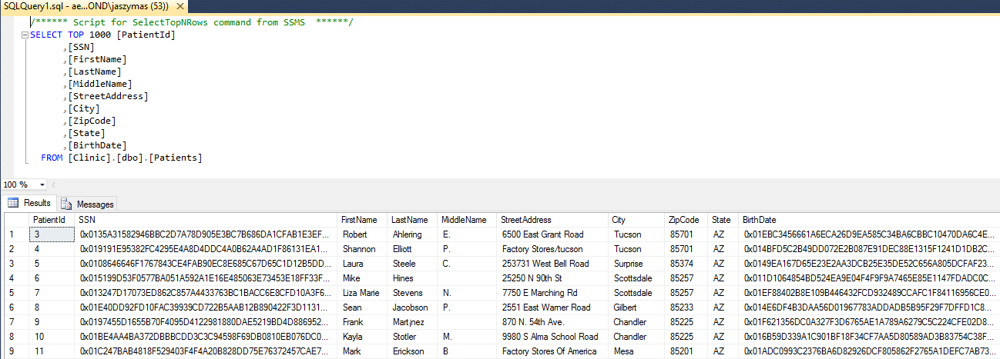 SQLQuery1.sql - ae...OND\jaszymas (53)) ✕
/****** Script for SelectTopNRows command from SSMS ******/
SELECT TOP 1000 [PatientId]
,[SSN]
,[FirstName]
,[LastName]
,[MiddleName]
,[StreetAddress]
,[City]
,[ZipCode]
,[State]
,[BirthDate]
FROM [Clinic].[dbo].[Patients]
100 %
Results Messages
PatientId SSN FirstName LastName MiddleName StreetAddress City ZipCode State BirthDate
1 3 0x0135A31582946BBC2D7A78D905E3BC7B686DA1CFAB1E3EF... Robert Ahlering E. 6500 East Grant Road Tucson 85701 AZ 0x01EBC3456661A6ECA26D9EA585C34BA6CBBC10470DA6C4E...
2 4 0x019191E95382FC4295E4A8D4DDC4A0B62A4AD1F86131EA1... Shannon Elliott P. Factory Stores/tucson Tucson 85701 AZ 0x014BFD5C2B49DD072E2B087E91DEC88E1315F1241D1DB2C...
3 5 0x0108646646F1767843CE4FAB90EC8E685C67D65C1D12B5DD... Laura Steele C. 253731 West Bell Road Surprise 85374 AZ 0x0149EA167D65E23E2AA3DCB25E35DE52C656A805DCFAF23...
4 6 0x015199D53F0577BA051A592A1E16E485063E73453E18FF33F... Mike Hines 25250 N 90th St Scottsdale 85257 AZ 0x011D1064854BD524EA9E04F4F9F9A7465E85E1147FDADC0C...
5 7 0x013247D17073ED862C857A4433763BC1BACC6E8CFD10A3F6... Liza Marie Stevens N. 7750 E Marching Rd Scottsdale 85257 AZ 0x01EF88402B8E109B446432FCD932489CCAFC1F84116956CE0...
6 8 0x01E40DD92FD10FAC39939CD722B5AAB12B890422F3D1131... Sean Jacobson P. 2551 East Warner Road Gilbert 85233 AZ 0x014E6DF4B3DAA56D01967783ADDADB5B95F29F7DFFD1C8...
7 9 0x0197455D1655B70F4095D4122981880DAE5219BD4D886952... Frank Mart¡nez 870 N. 54th Ave. Chandler 85225 AZ 0x01F621356DC0A327F3D6765AE1A789A6279C5C224CFE02D8...
8 10 0x01BE4AA4BA372DBBBCDD3C3C94598F69DB0810EB076DC0... Kayla Stotler M. 9980 S Alma School Road Chandler 85225 AZ 0x016B59D339A1C901BF18F34CF7AA5D80589AD3B83754C38F...
9 11 0x01C247BAB4818F529403F4F4A20B828DD75E76372457CAE7... Mark Erickson B Factory Stores Of America Mesa 85201 AZ 0x01ADC0993C2376BA6D82926DCF805862F2765A1DEFC7AB73...